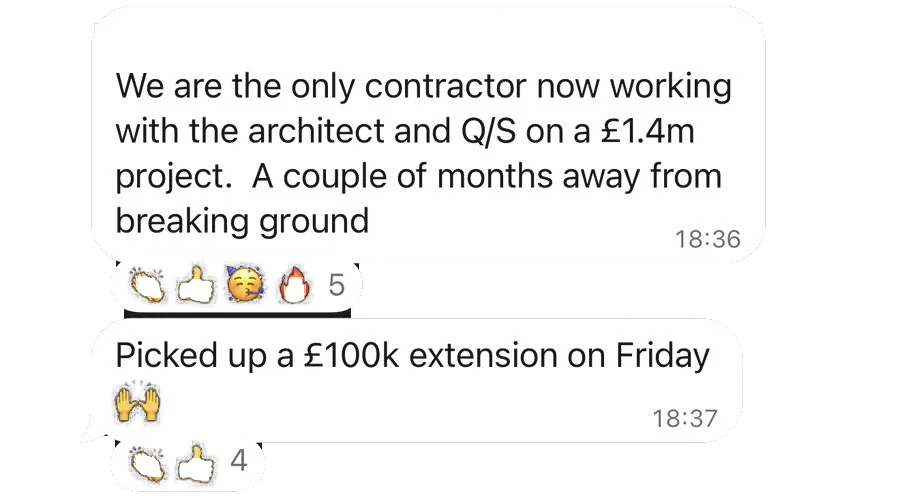 We are the only contractor now working
with the architect and Q/S on a £1.4m
project.  A couple of months away from
breaking ground
18:36
👏👍🥳🔥 5
Picked up a £100k extension on Friday
🙌
18:37
👏👍 4